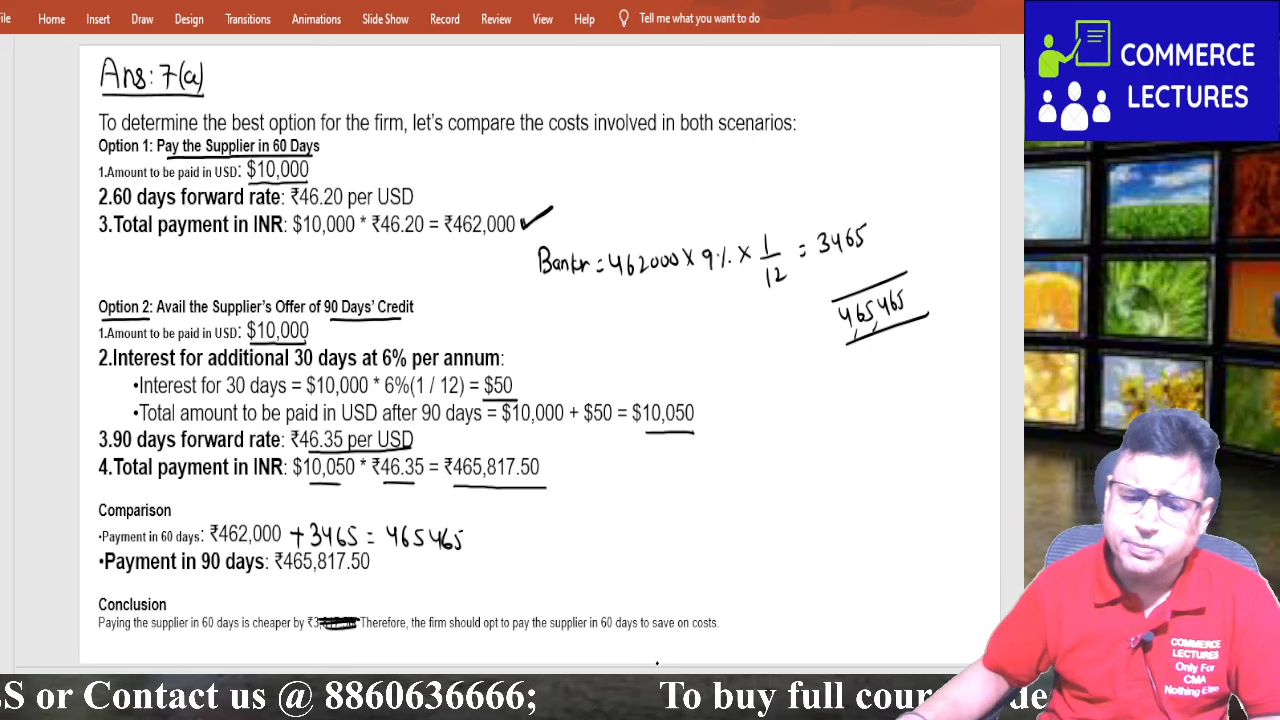 File Home Insert Draw Design Transitions Animations Slide Show Record Review View Help Tell me what you want to do
COMMERCE
LECTURES
Ans: 7(a)
To determine the best option for the firm, let's compare the costs involved in both scenarios:
Option 1: Pay the Supplier in 60 Days
1.Amount to be paid in USD: $10,000
2.60 days forward rate: ₹46.20 per USD
3.Total payment in INR: $10,000 * ₹46.20 = ₹462,000 ✓
= 462000 X 9% X 1/12 = 3465
465465
Option 2: Avail the Supplier's Offer of 90 Days' Credit
1.Amount to be paid in USD: $10,000
2.Interest for additional 30 days at 6% per annum:
•Interest for 30 days = $10,000 * 6%(1 / 12) = $50
•Total amount to be paid in USD after 90 days = $10,000 + $50 = $10,050
3.90 days forward rate: ₹46.35 per USD
4.Total payment in INR: $10,050 * ₹46.35 = ₹465,817.50
Comparison
•Payment in 60 days: ₹462,000 + 3465 = 465465
•Payment in 90 days: ₹465,817.50
Conclusion
Paying the supplier in 60 days is cheaper by Therefore, the firm should opt to pay the supplier in 60 days to save on costs.
COMMERCE
LECTURES
Only For
CMA
Nothing Else
S or Contact us @ 8860636666; To buy full cour de